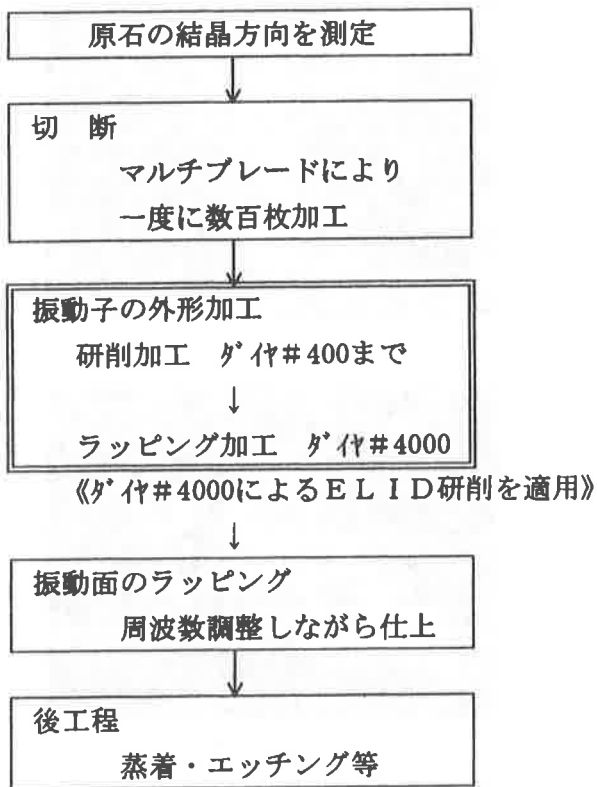 原石の結晶方向を測定
切　断
マルチブレードにより
一度に数百枚加工
振動子の外形加工
研削加工　ﾀﾞｲﾔ＃400まで
↓
ラッピング加工　ﾀﾞｲﾔ＃4000
《ﾀﾞｲﾔ＃4000によるＥＬＩＤ研削を適用》
↓
振動面のラッピング
周波数調整しながら仕上
後工程
蒸着・エッチング等